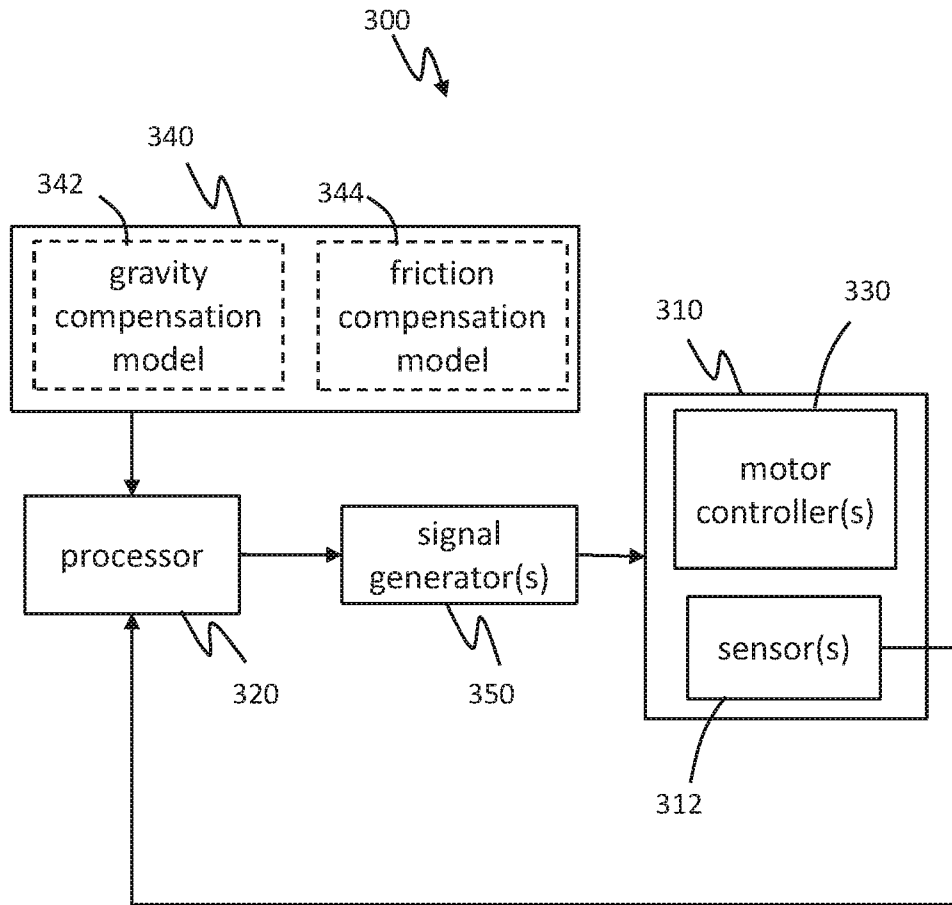 300
340
342
344
gravity
compensation
model
friction
compensation
model
310
330
motor
controller(s)
processor
signal
generator(s)
sensor(s)
320
350
312